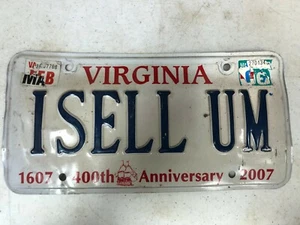 VIRGINIA
ISELL UM
1607 400th Anniversary 2007